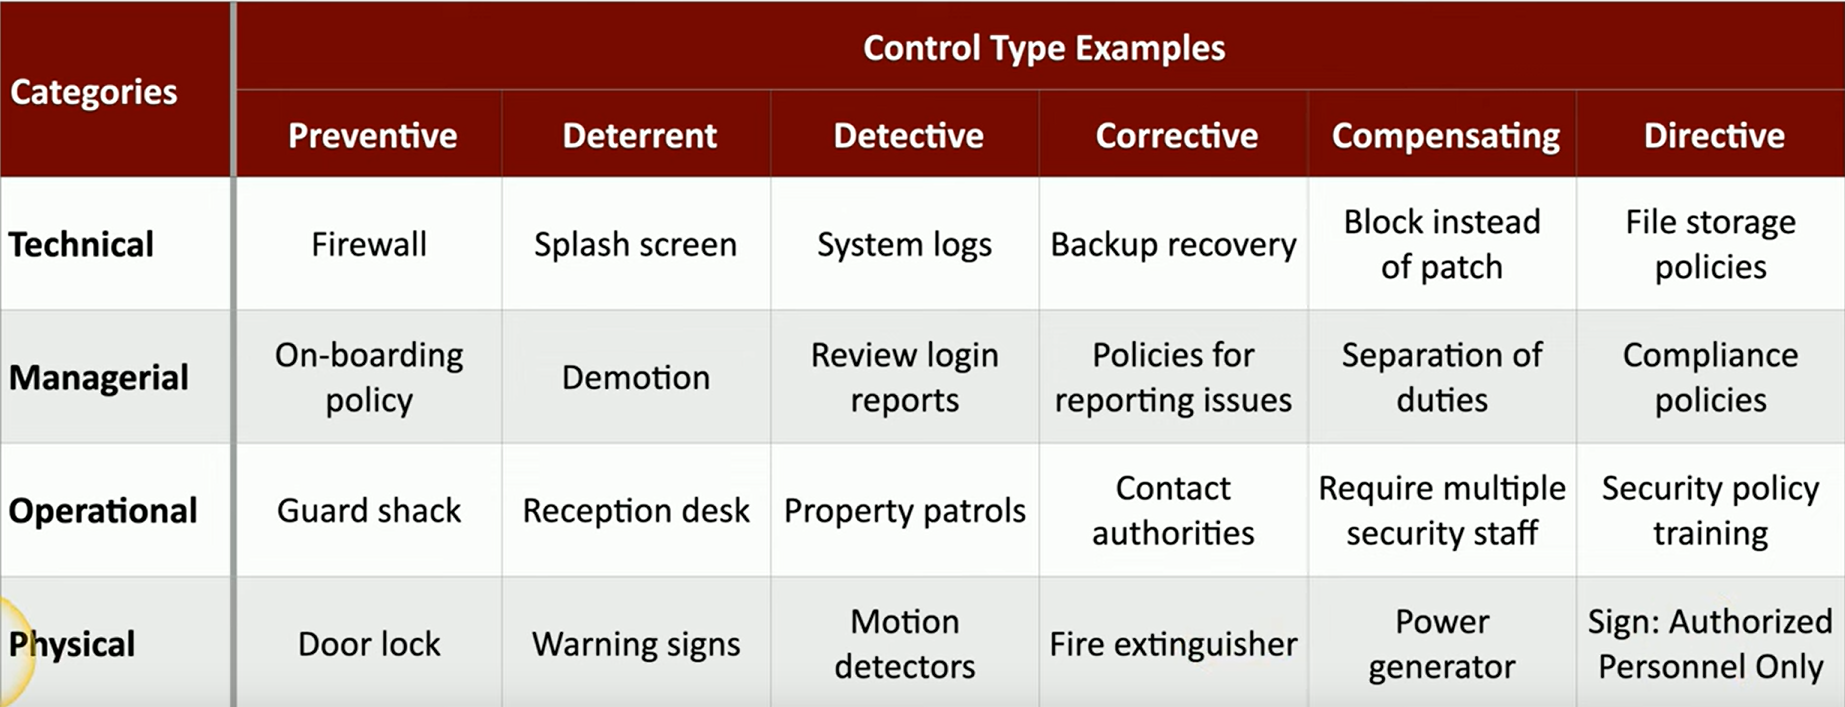 Categories
Control Type Examples
Preventive
Deterrent
Detective
Corrective
Compensating
Directive
Technical
Firewall
Splash screen
System logs
Backup recovery
Block instead
of patch
File storage
policies
Managerial
On-boarding
policy
Demotion
Review login
reports
Policies for
reporting issues
Separation of
duties
Compliance
policies
Operational
Guard shack
Reception desk
Property patrols
Contact
authorities
Require multiple
security staff
Security policy
training
Physical
Door lock
Warning signs
Motion
detectors
Fire extinguisher
Power
generator
Sign: Authorized
Personnel Only